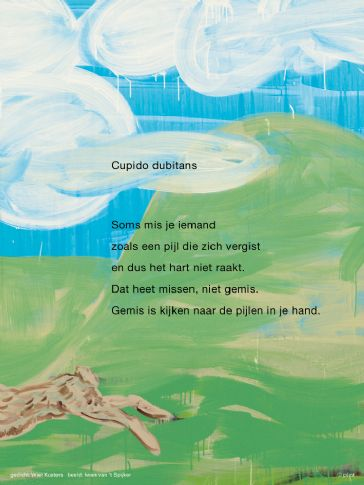 Cupido dubitans
Soms mis je iemand
zoals een pijl die zich vergist
en dus het hart niet raakt.
Dat heet missen, niet gemis.
Gemis is kijken naar de pijlen in je hand.
gedicht: Wiel Kusters beeld: Iwan van 't Spijker
plint